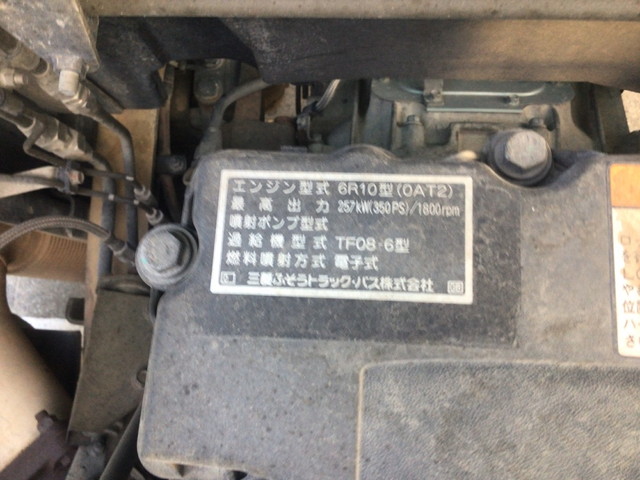 エンジン型式 6R10型(0AT2)
最高出力 257kW(350PS)/1800rpm
噴射ポンプ型式
過給機型式 TF08-6型
燃料噴射方式 電子式
三菱ふそうトラック・バス株式会社